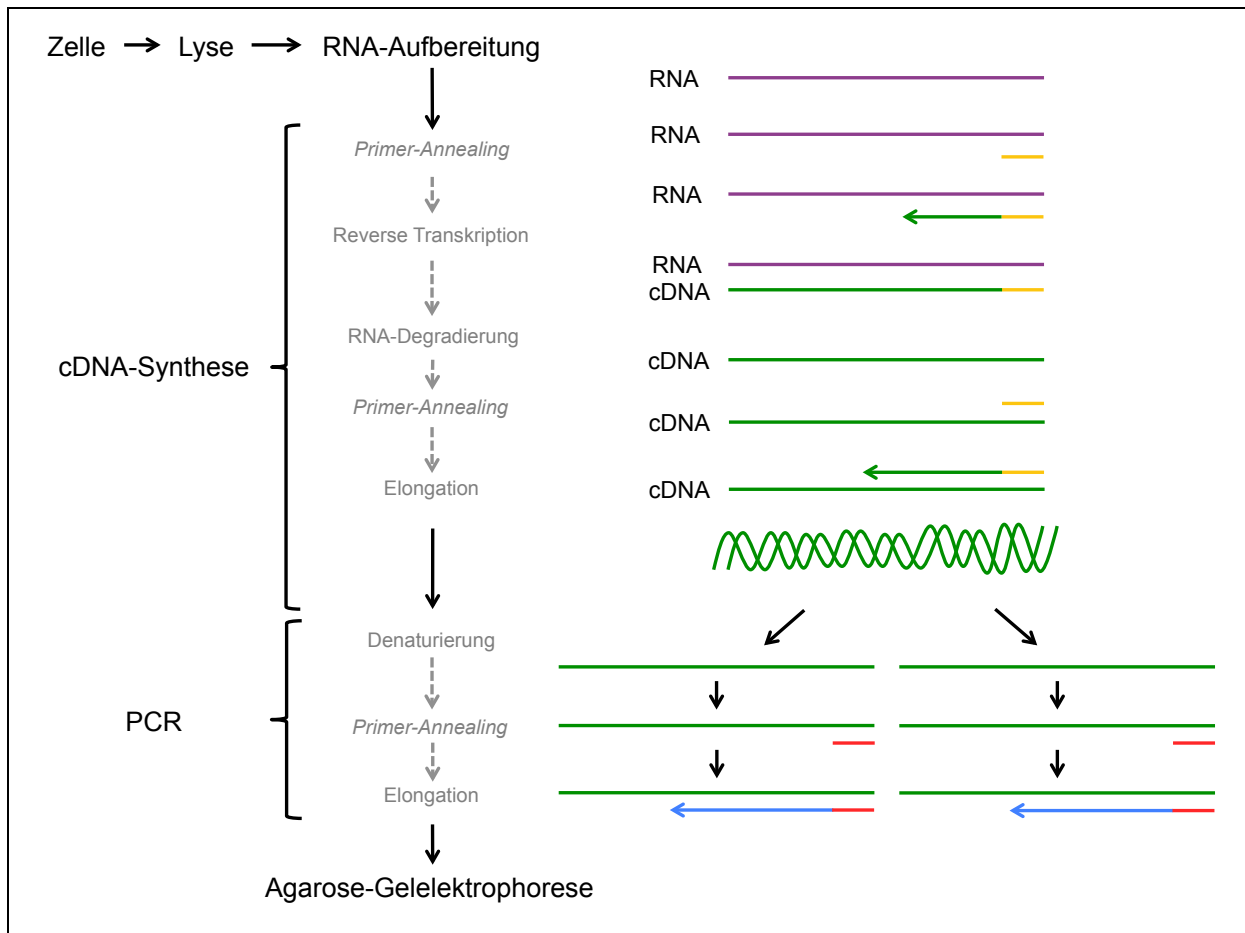 Zelle Lyse RNA-Aufbereitung
RNA
RNA
Primer-Annealing
RNA
Reverse Transkription
RNA
cDNA
RNA-Degradierung
cDNA-Synthese
cDNA
Primer-Annealing
cDNA
Elongation
cDNA
Denaturierung
PCR
Primer-Annealing
Elongation
Agarose-Gelelektrophorese